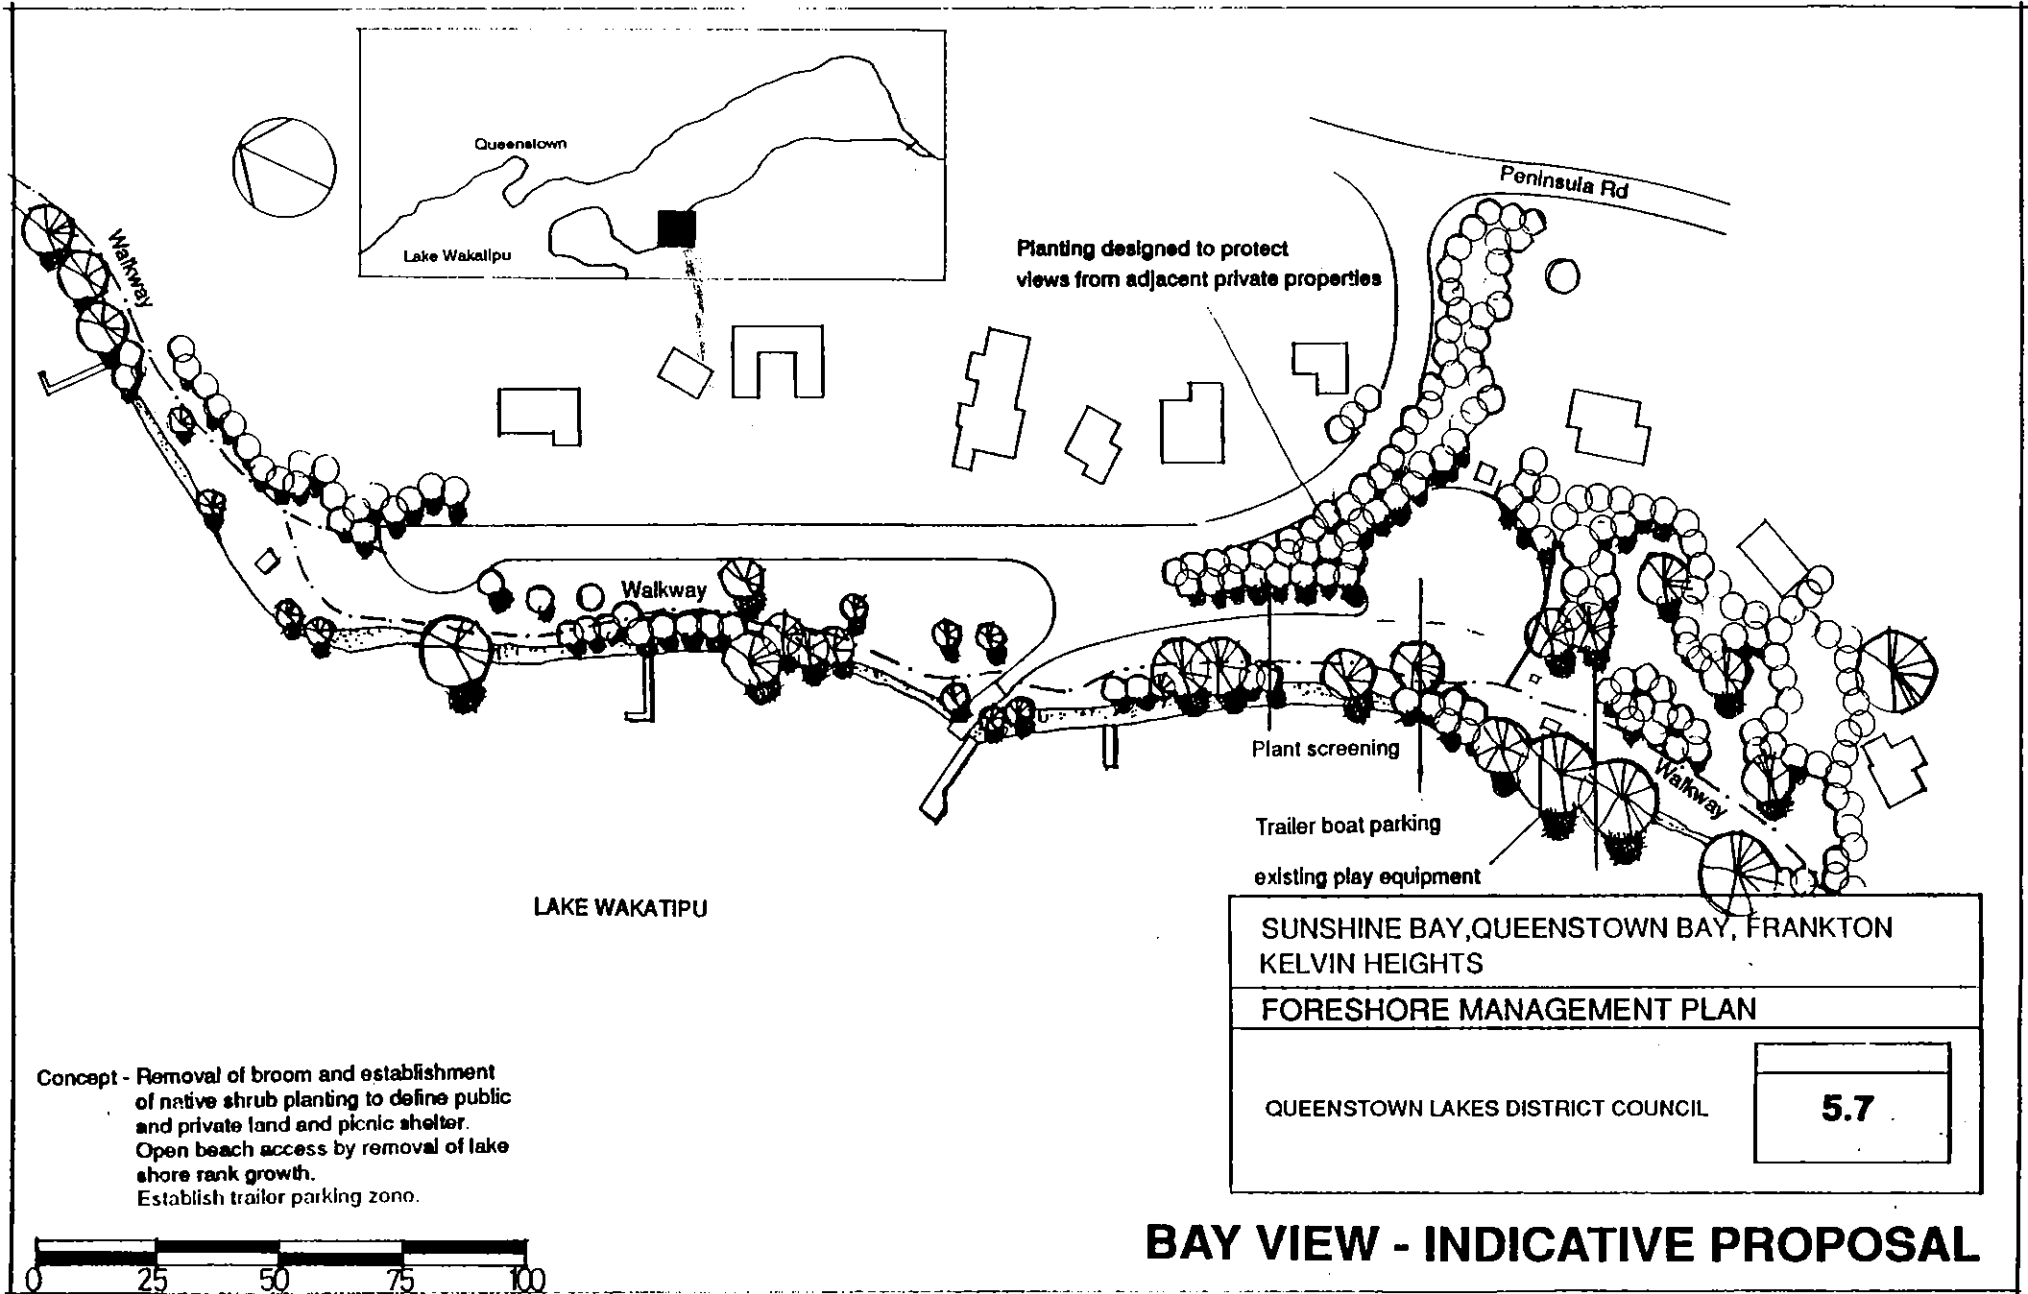 Queenstown
Lake Wakatipu
Peninsula Rd
Walkway
Planting designed to protect
views from adjacent private properties
Walkway
Plant screening
Walkway
Trailer boat parking
existing play equipment
LAKE WAKATIPU
SUNSHINE BAY,QUEENSTOWN BAY, FRANKTON
KELVIN HEIGHTS
FORESHORE MANAGEMENT PLAN
QUEENSTOWN LAKES DISTRICT COUNCIL
5.7
Concept - Removal of broom and establishment
of native shrub planting to define public
and private land and picnic shelter.
Open beach access by removal of lake
shore rank growth.
Establish trailor parking zone.
0 25 50 75 100
BAY VIEW - INDICATIVE PROPOSAL